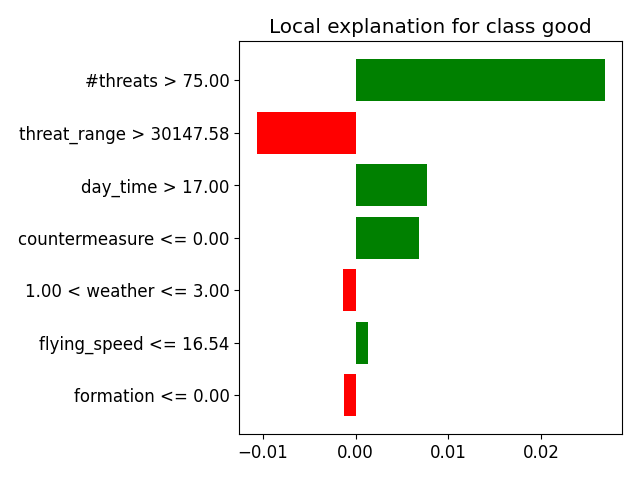 Local explanation for class good
#threats > 75.00
threat_range > 30147.58
day_time > 17.00
countermeasure <= 0.00
1.00 < weather <= 3.00
flying_speed <= 16.54
formation <= 0.00
−0.01 0.00 0.01 0.02